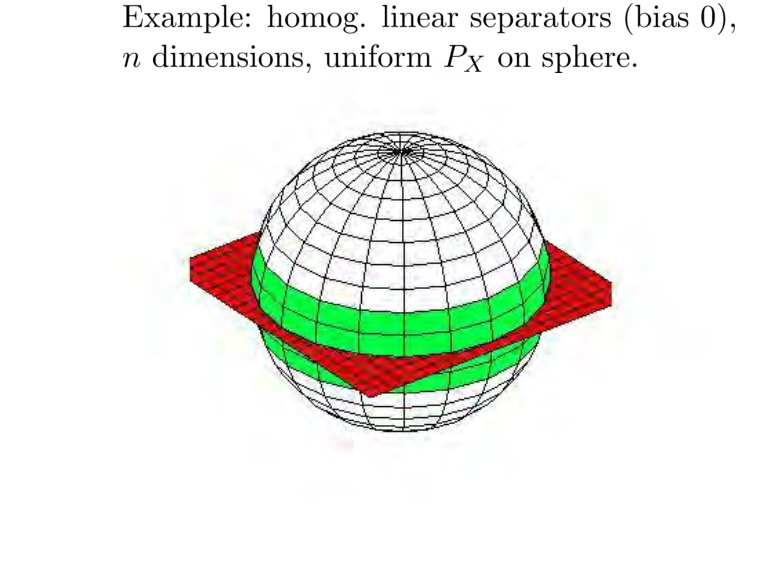 Example: homog. linear separators (bias 0),
n dimensions, uniform P_X on sphere.